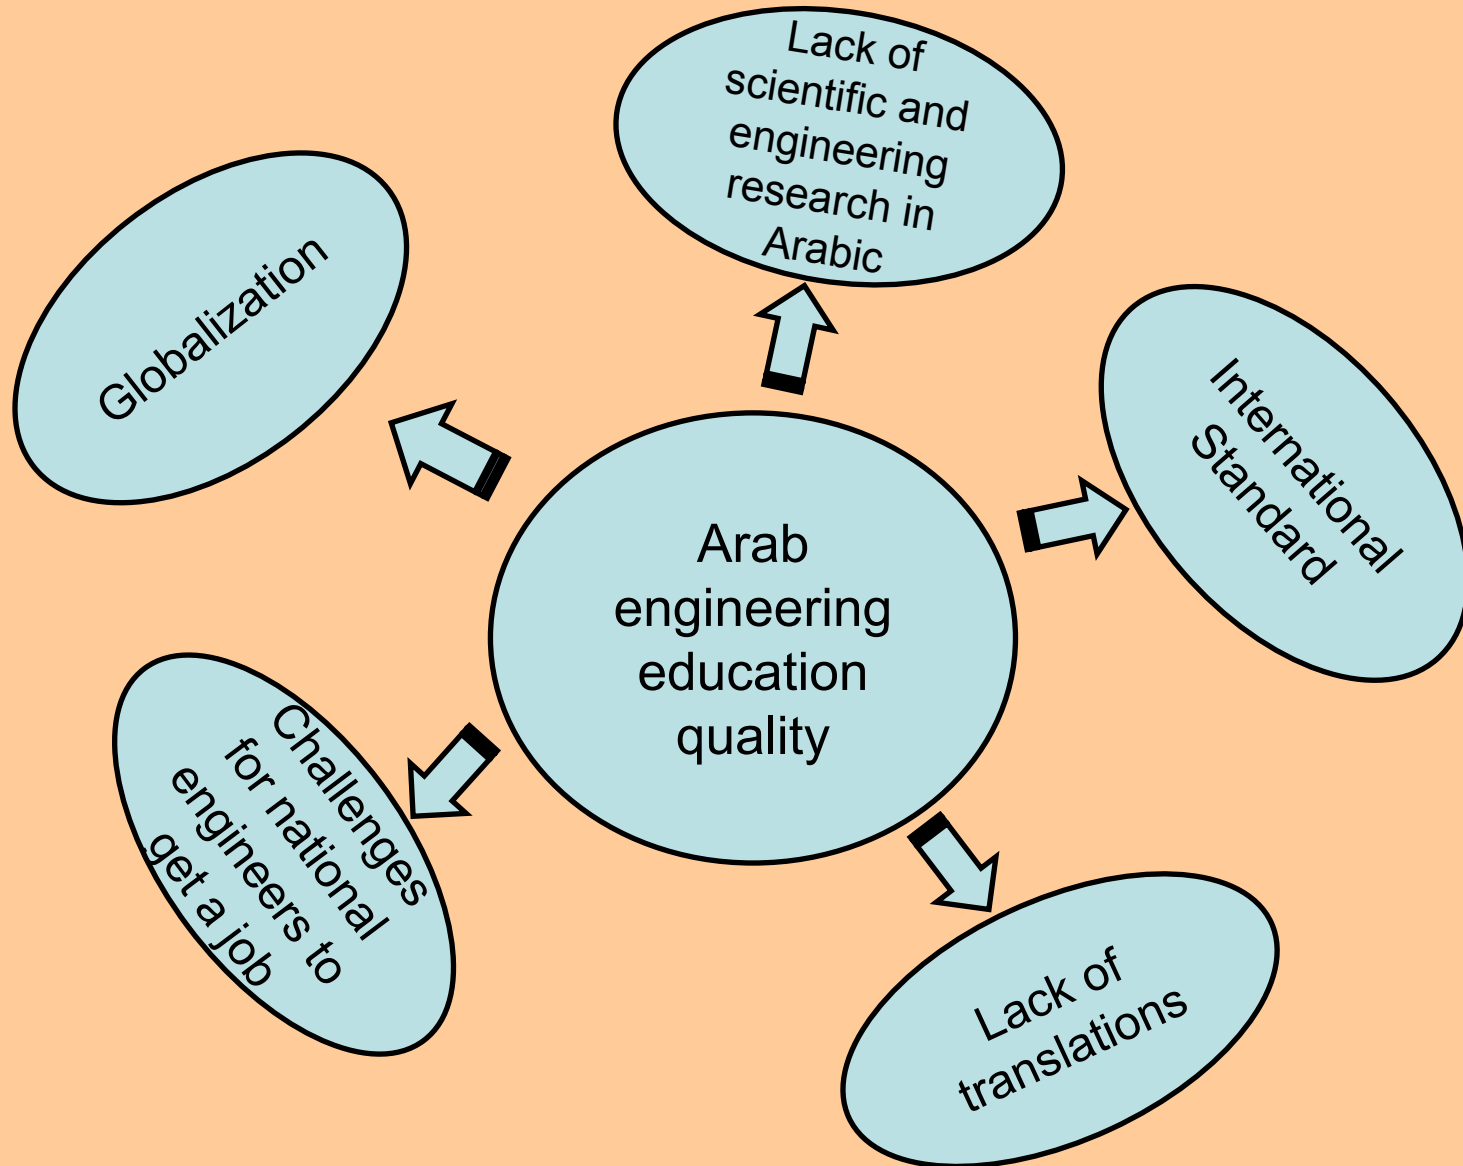 Lack of
scientific and
engineering
research in
Arabic
Globalization
International
Standard
Arab
engineering
education
quality
Challenges
for national
engineers to
get a job
Lack of
translations